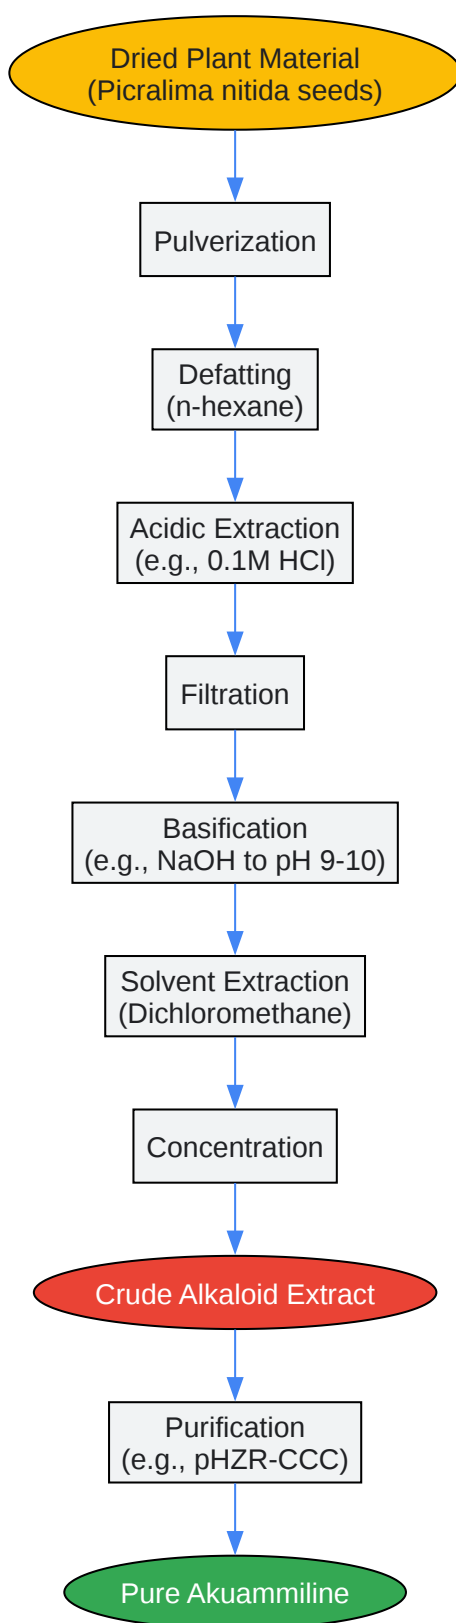 Dried Plant Material
(Picralima nitida seeds)
Pulverization
Defatting
(n-hexane)
Acidic Extraction
(e.g., 0.1M HCl)
Filtration
Basification
(e.g., NaOH to pH 9-10)
Solvent Extraction
(Dichloromethane)
Concentration
Crude Alkaloid Extract
Purification
(e.g., pHZR-CCC)
Pure Akuammiline